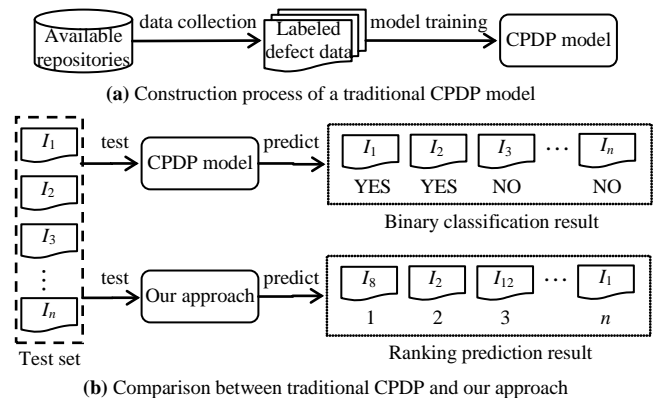 Available repositories
data collection
Labeled defect data
model training
CPDP model
(a) Construction process of a traditional CPDP model
I1
I2
I3
⋮
In
Test set
test
CPDP model
predict
I1 I2 I3 ⋯ In
YES YES NO NO
Binary classification result
test
Our approach
predict
I8 I2 I12 ⋯ I1
1 2 3 n
Ranking prediction result
(b) Comparison between traditional CPDP and our approach